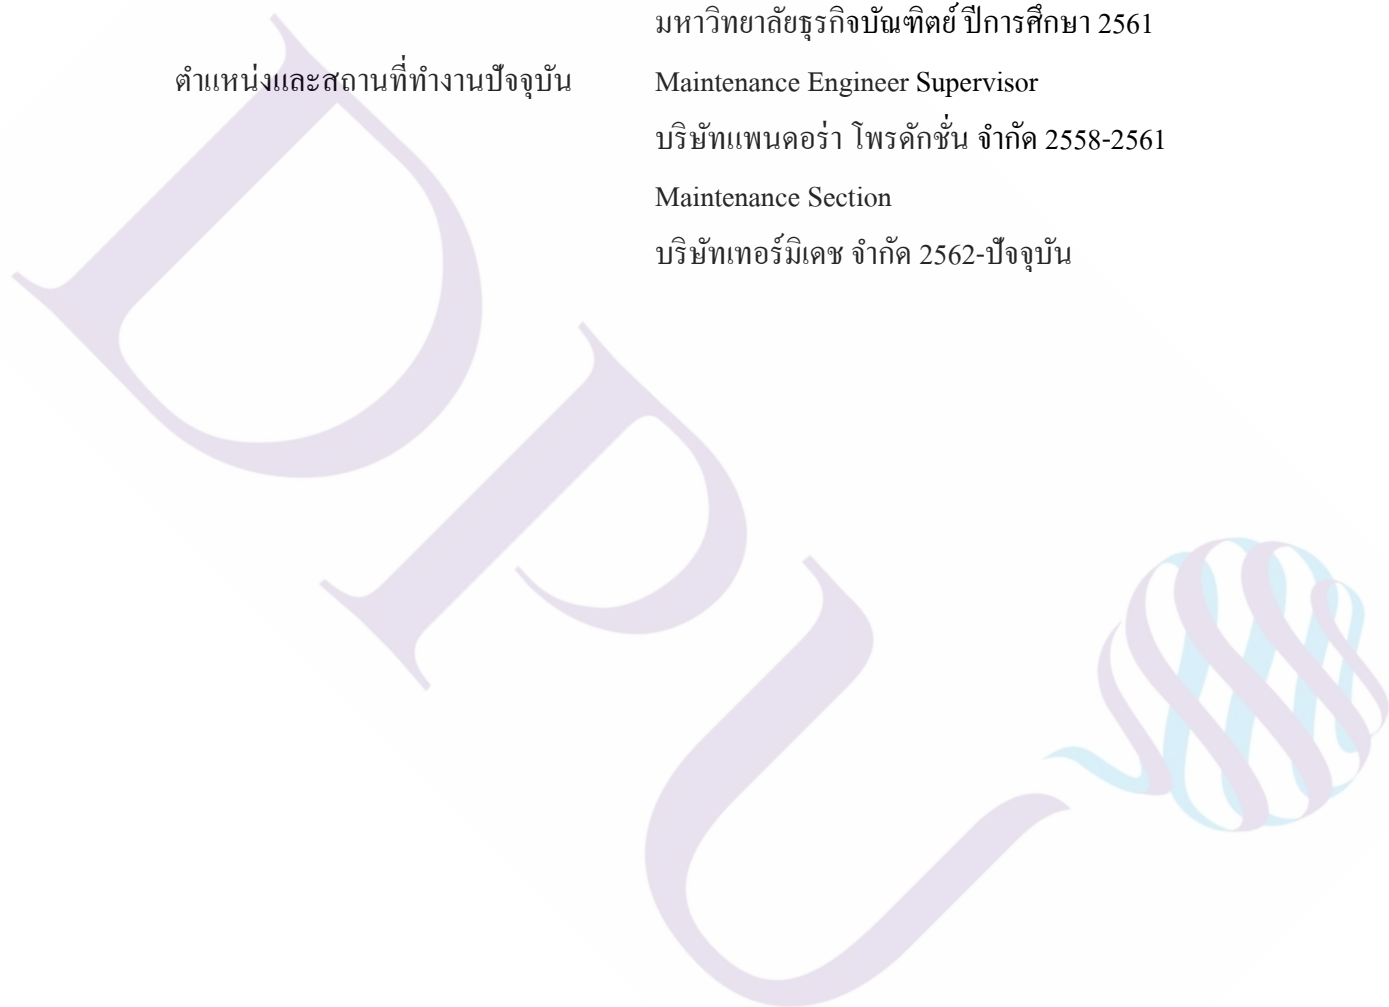 มหาวิทยาลัยธุรกิจบัณฑิตย์ ปีการศึกษา 2561
ตำแหน่งและสถานที่ทำงานปัจจุบัน Maintenance Engineer Supervisor
บริษัทแพนดอร่า โพรดักชั่น จำกัด 2558-2561
Maintenance Section
บริษัทเทอร์มิเดช จำกัด 2562-ปัจจุบัน
DPU